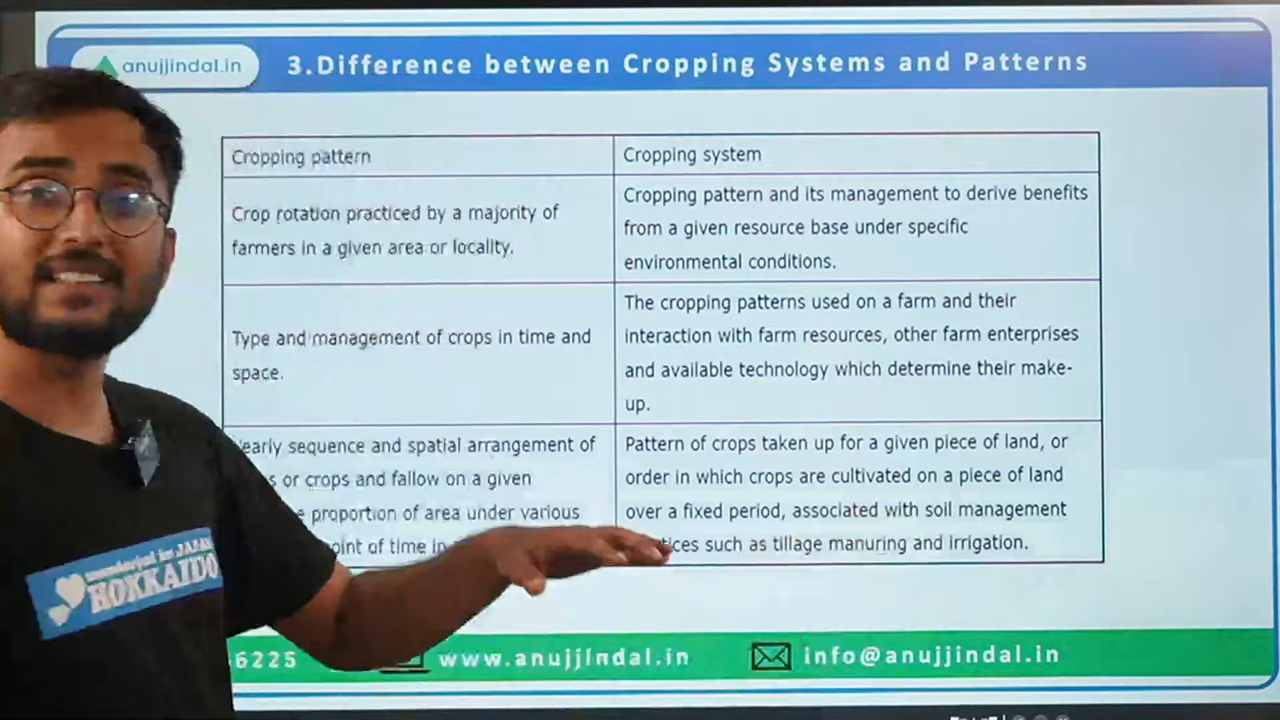 anujjindal.in
3.Difference between Cropping Systems and Patterns
Cropping pattern
Cropping system
Crop rotation practiced by a majority of
farmers in a given area or locality.
Cropping pattern and its management to derive benefits
from a given resource base under specific
environmental conditions.
Type and management of crops in time and
space.
The cropping patterns used on a farm and their
interaction with farm resources, other farm enterprises
and available technology which determine their make-
up.
early sequence and spatial arrangement of
s or crops and fallow on a given
proportion of area under various
oint of time in
Pattern of crops taken up for a given piece of land, or
order in which crops are cultivated on a piece of land
over a fixed period, associated with soil management
tices such as tillage manuring and irrigation.
wonderful in JAPAN
HOKKAIDO
6225
www.anujjindal.in
info@anujjindal.in